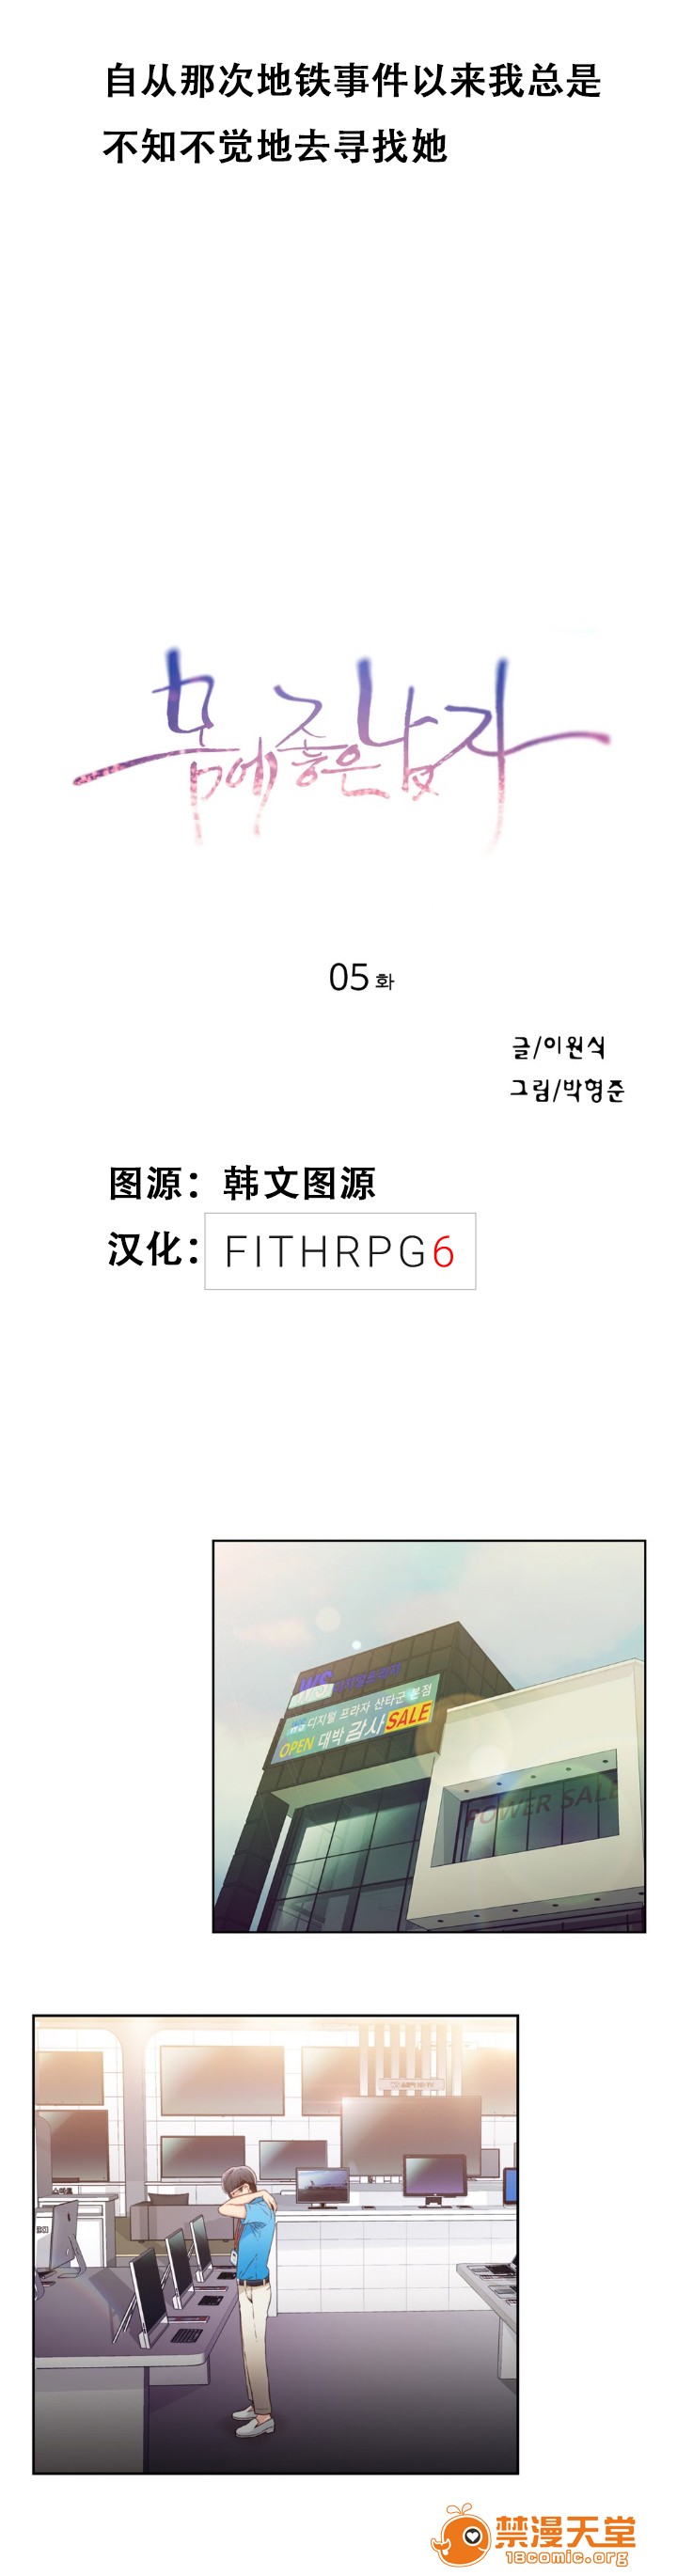 自从那次地铁事件以来我总是
不知不觉地去寻找她
몸에 좋은 남자
05 화
글/이원식
그림/박형준
图源：韩文图源
汉化：FITHRPG6
WS 디지털프라자
WS 디지털 프라자 산타군 본점
OPEN 대박 감사 SALE
POWER SALE
禁漫天堂
18comic.org